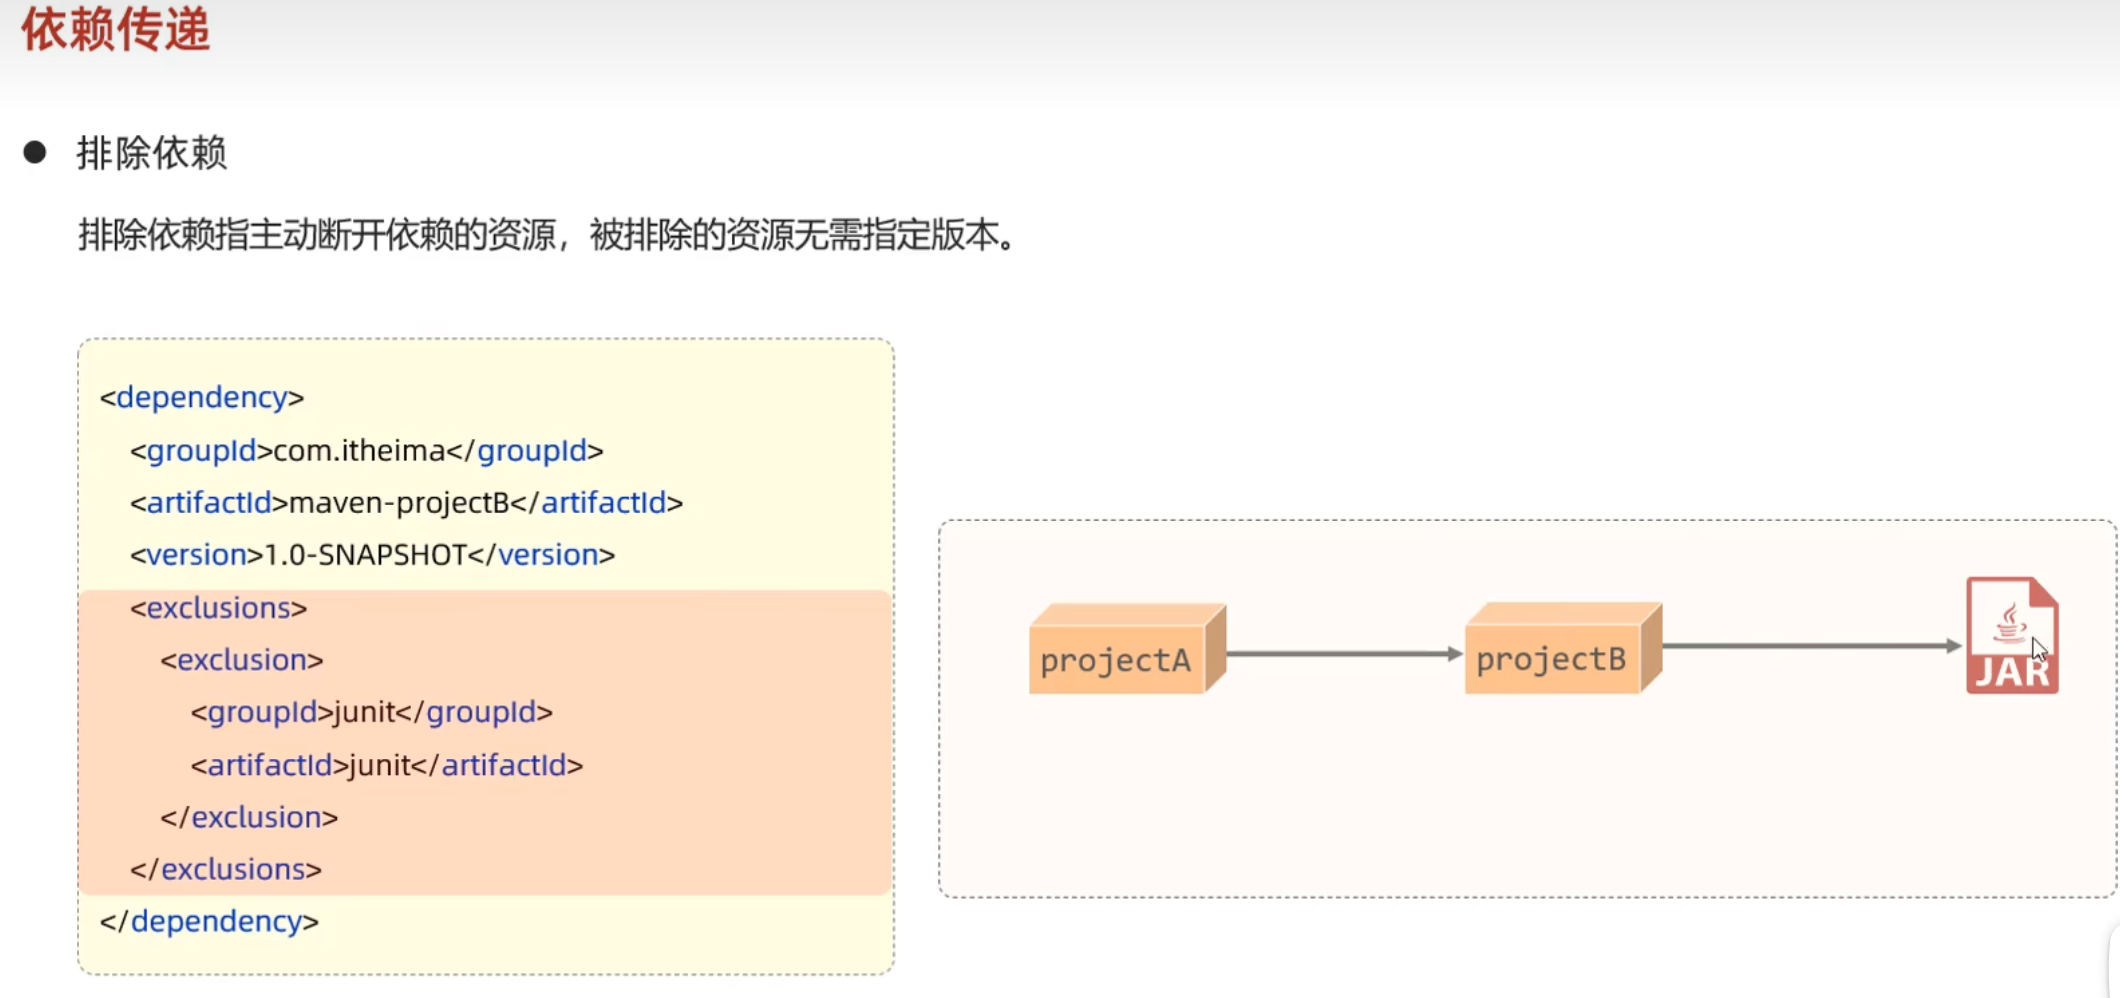 依赖传递
排除依赖
排除依赖指主动断开依赖的资源，被排除的资源无需指定版本。
<dependency>
<groupId>com.itheima</groupId>
<artifactId>maven-projectB</artifactId>
<version>1.0-SNAPSHOT</version>
<exclusions>
<exclusion>
<groupId>junit</groupId>
<artifactId>junit</artifactId>
</exclusion>
</exclusions>
</dependency>
projectA
projectB
JAR